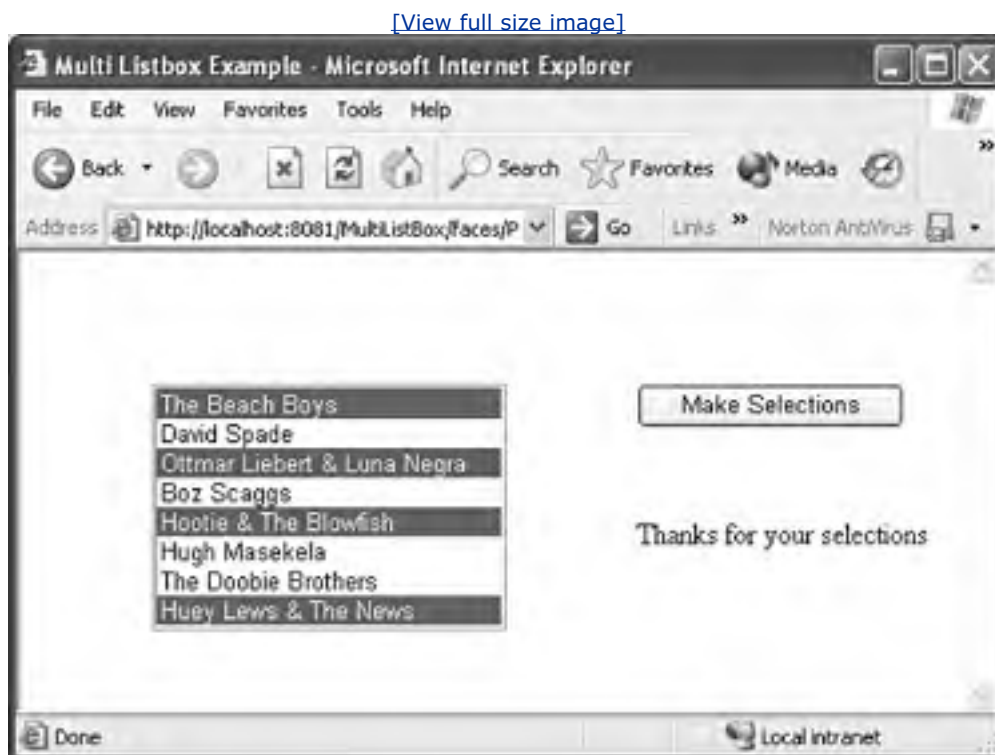 [View full size image]
Multi Listbox Example - Microsoft Internet Explorer
File Edit View Favorites Tools Help
Back Search Favorites Media »
Address http://localhost:8081/MultiListBox/faces/P Go Links » Norton AntiVirus
The Beach Boys
David Spade
Ottmar Liebert & Luna Negra
Boz Scaggs
Hootie & The Blowfish
Hugh Masekela
The Doobie Brothers
Huey Lews & The News
Make Selections
Thanks for your selections
Done Local intranet